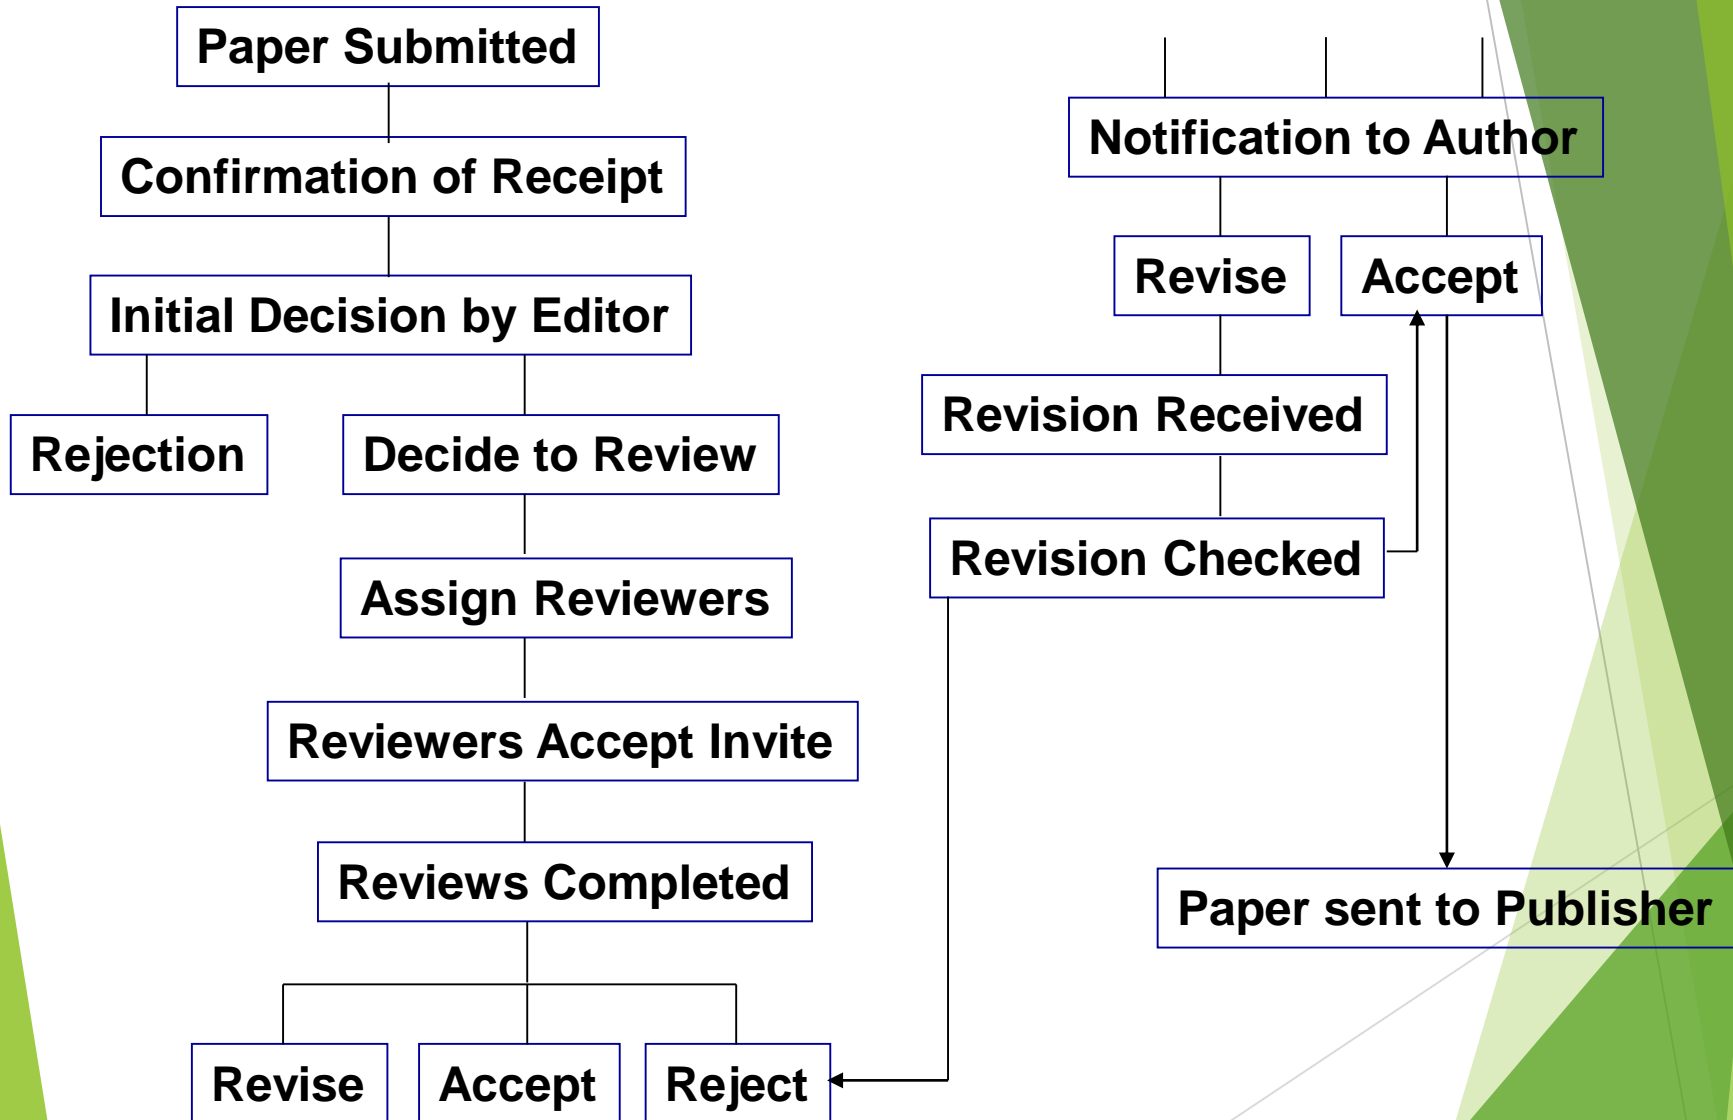 Paper Submitted
Confirmation of Receipt
Initial Decision by Editor
Rejection
Decide to Review
Assign Reviewers
Reviewers Accept Invite
Reviews Completed
Revise
Accept
Reject
Notification to Author
Revise
Accept
Revision Received
Revision Checked
Paper sent to Publisher